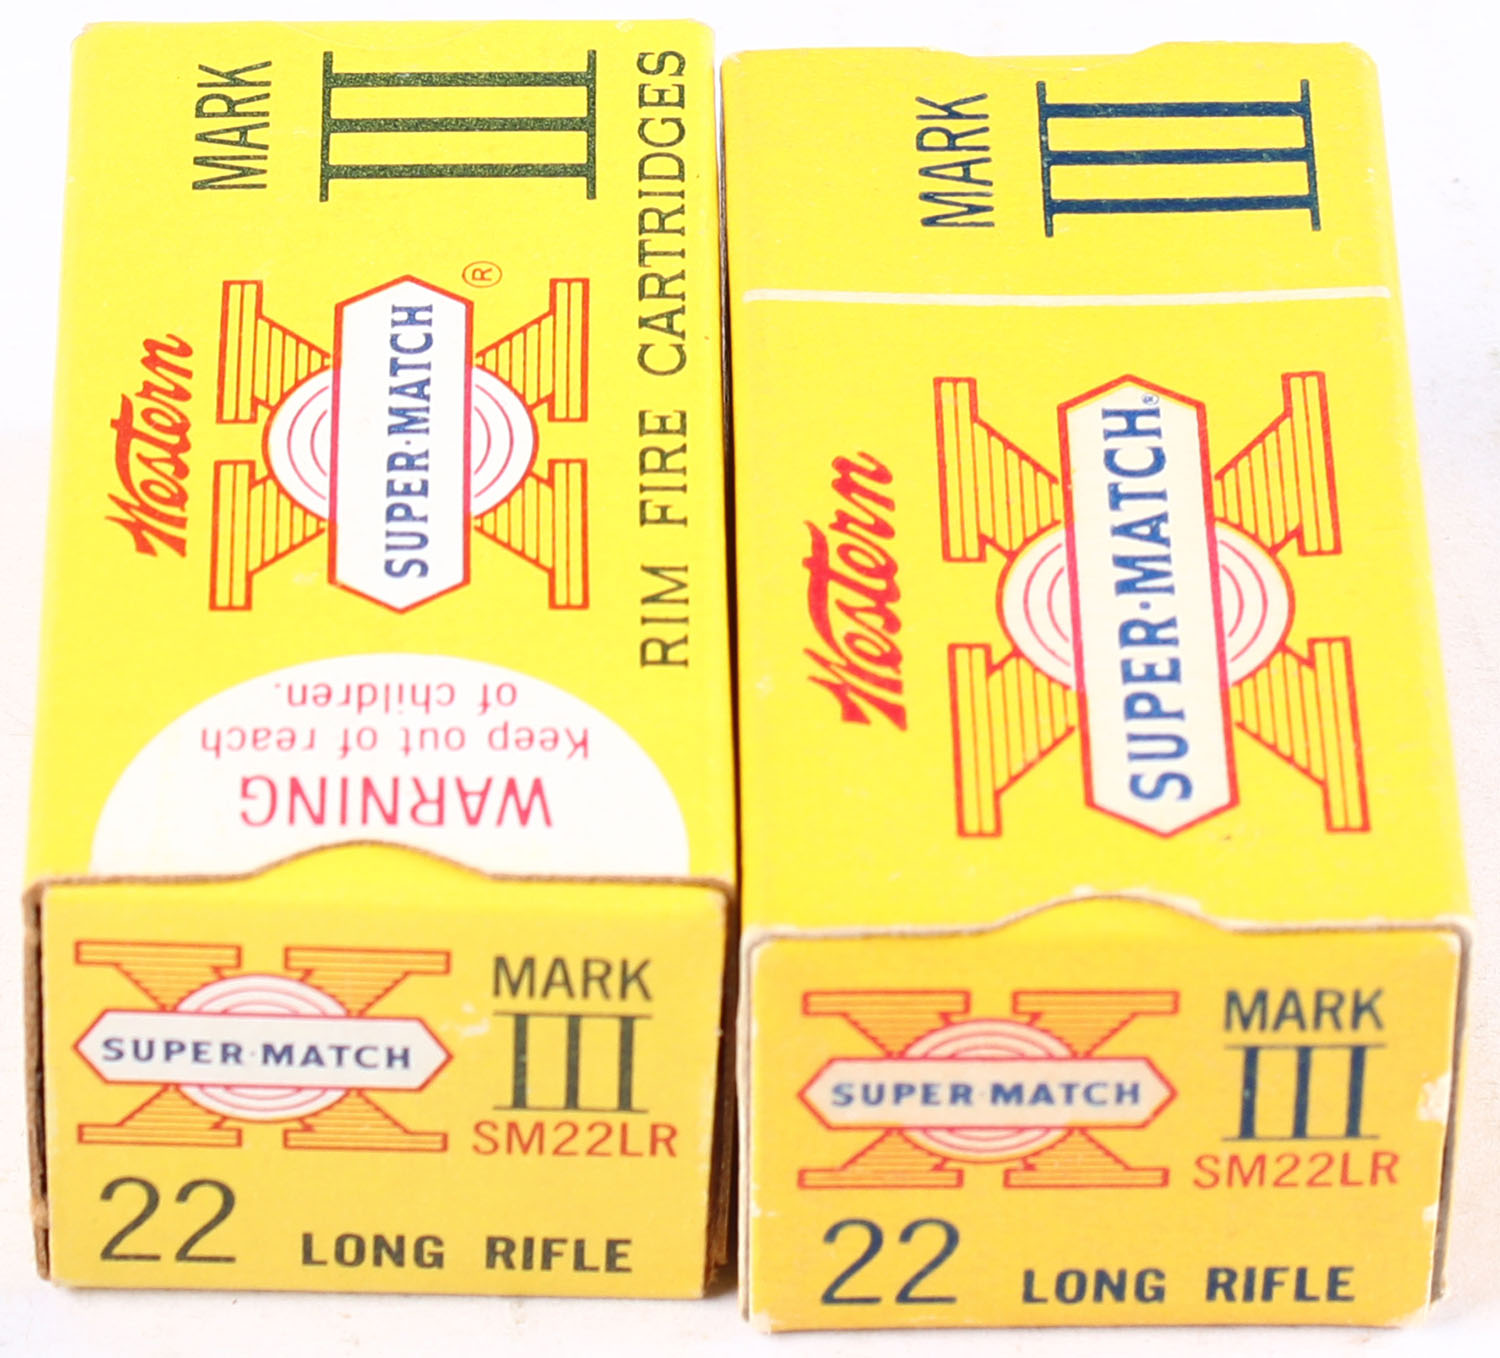 MARK
III
Western
SUPER·MATCH
®
RIM FIRE CARTRIDGES
WARNING
Keep out of reach
of children.
SUPER·MATCH
MARK
III
SM22LR
22 LONG RIFLE
MARK
III
Western
SUPER·MATCH®
SUPER·MATCH
MARK
III
SM22LR
22 LONG RIFLE